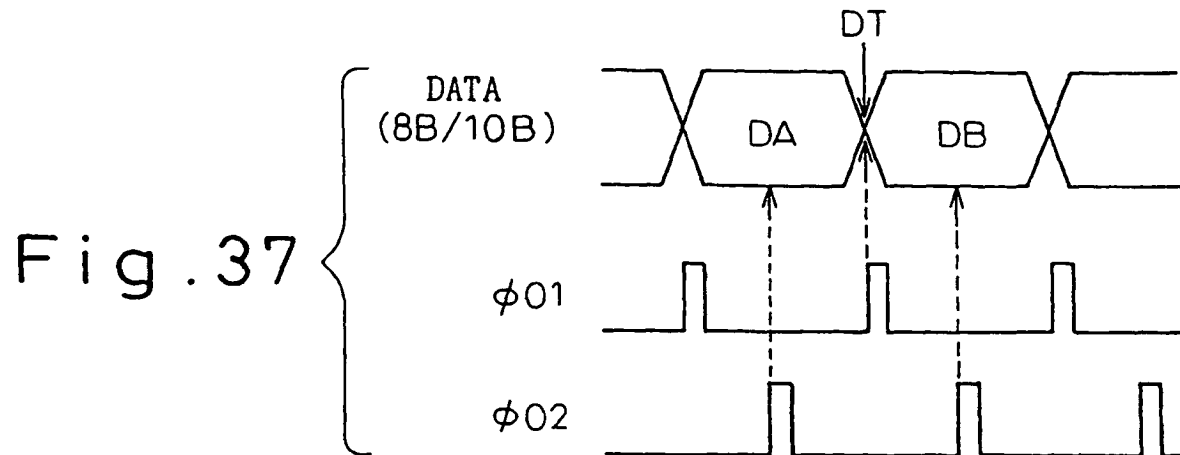 DT
DATA
(8B/10B)
DA
DB
Fig.37
φ01
φ02